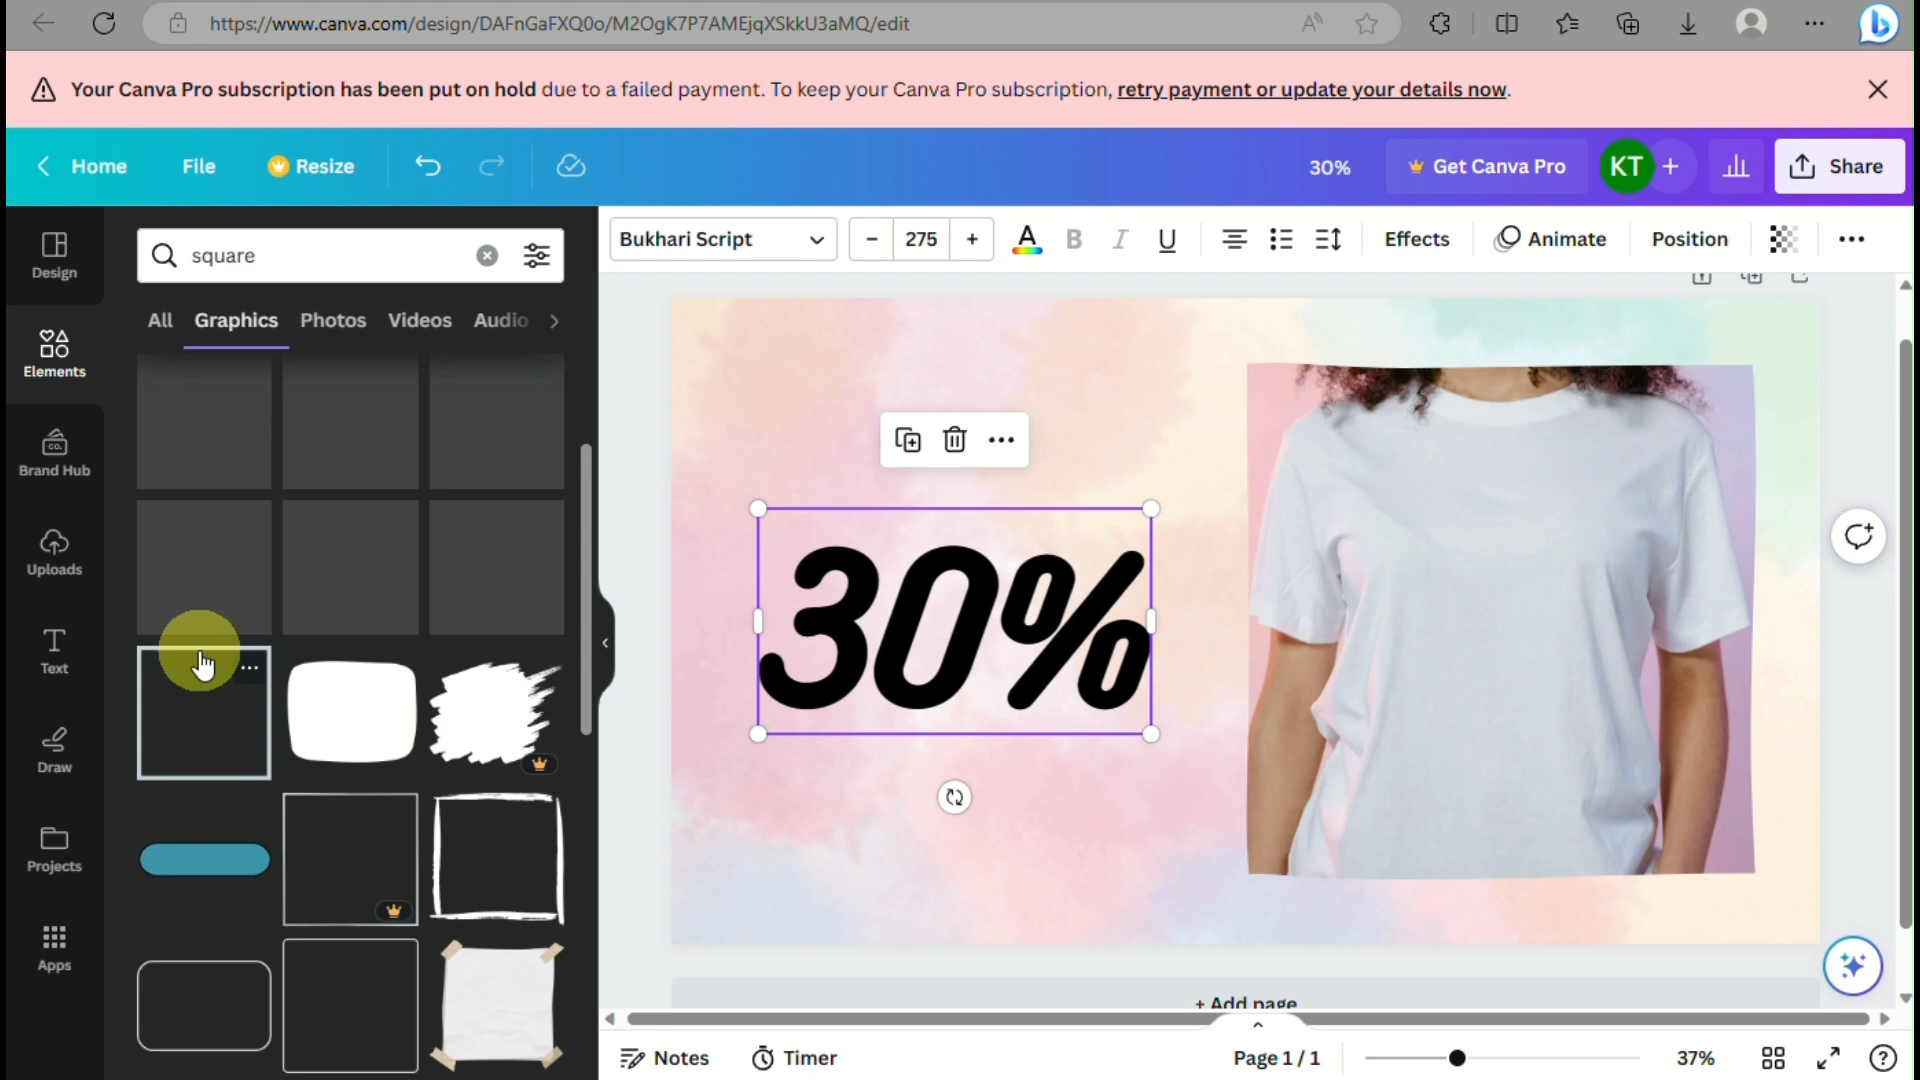 https://www.canva.com/design/DAFnGaFXQ0o/M2OgK7P7AMEjqXSkkU3aMQ/edit
Your Canva Pro subscription has been put on hold due to a failed payment. To keep your Canva Pro subscription, retry payment or update your details now.
Home File Resize 30% Get Canva Pro KT + Share
Design
Elements
Brand Hub
Uploads
Text
Draw
Projects
Apps
square
All Graphics Photos Videos Audio
Bukhari Script - 275 + A B I U Effects Animate Position
30%
+ Add page
Notes Timer Page 1 / 1 37%